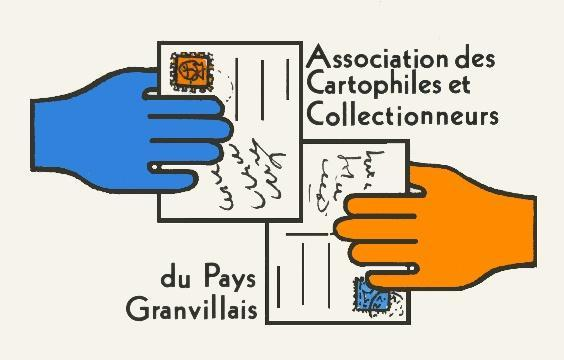 Association des
Cartophiles et
Collectionneurs
du Pays
Granvillais